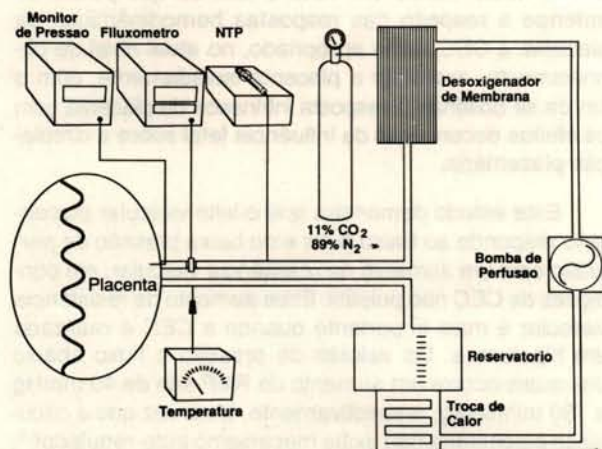 Monitor
de Pressao
Fluxometro
NTP
Desoxigenador
de Membrana
11% CO2
89% N2
Placenta
Bomba de
Perfusao
Reservatorio
Temperatura
Troca de
Calor